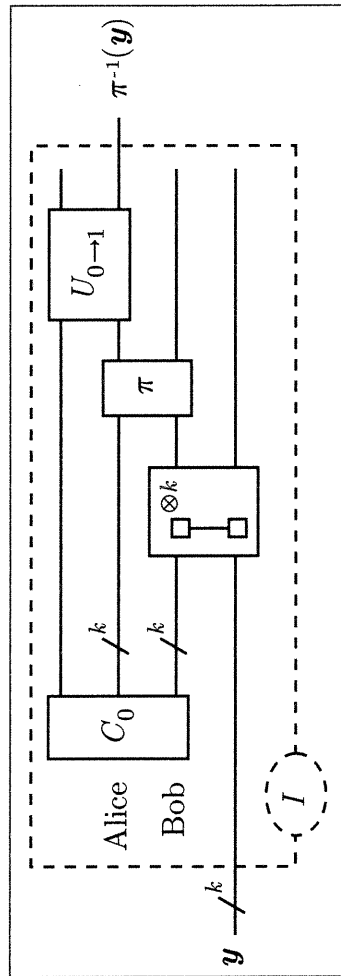 C₀
Alice
Bob
k
k
⊗k
π
U₀→₁
π⁻¹(y)
y
k
I